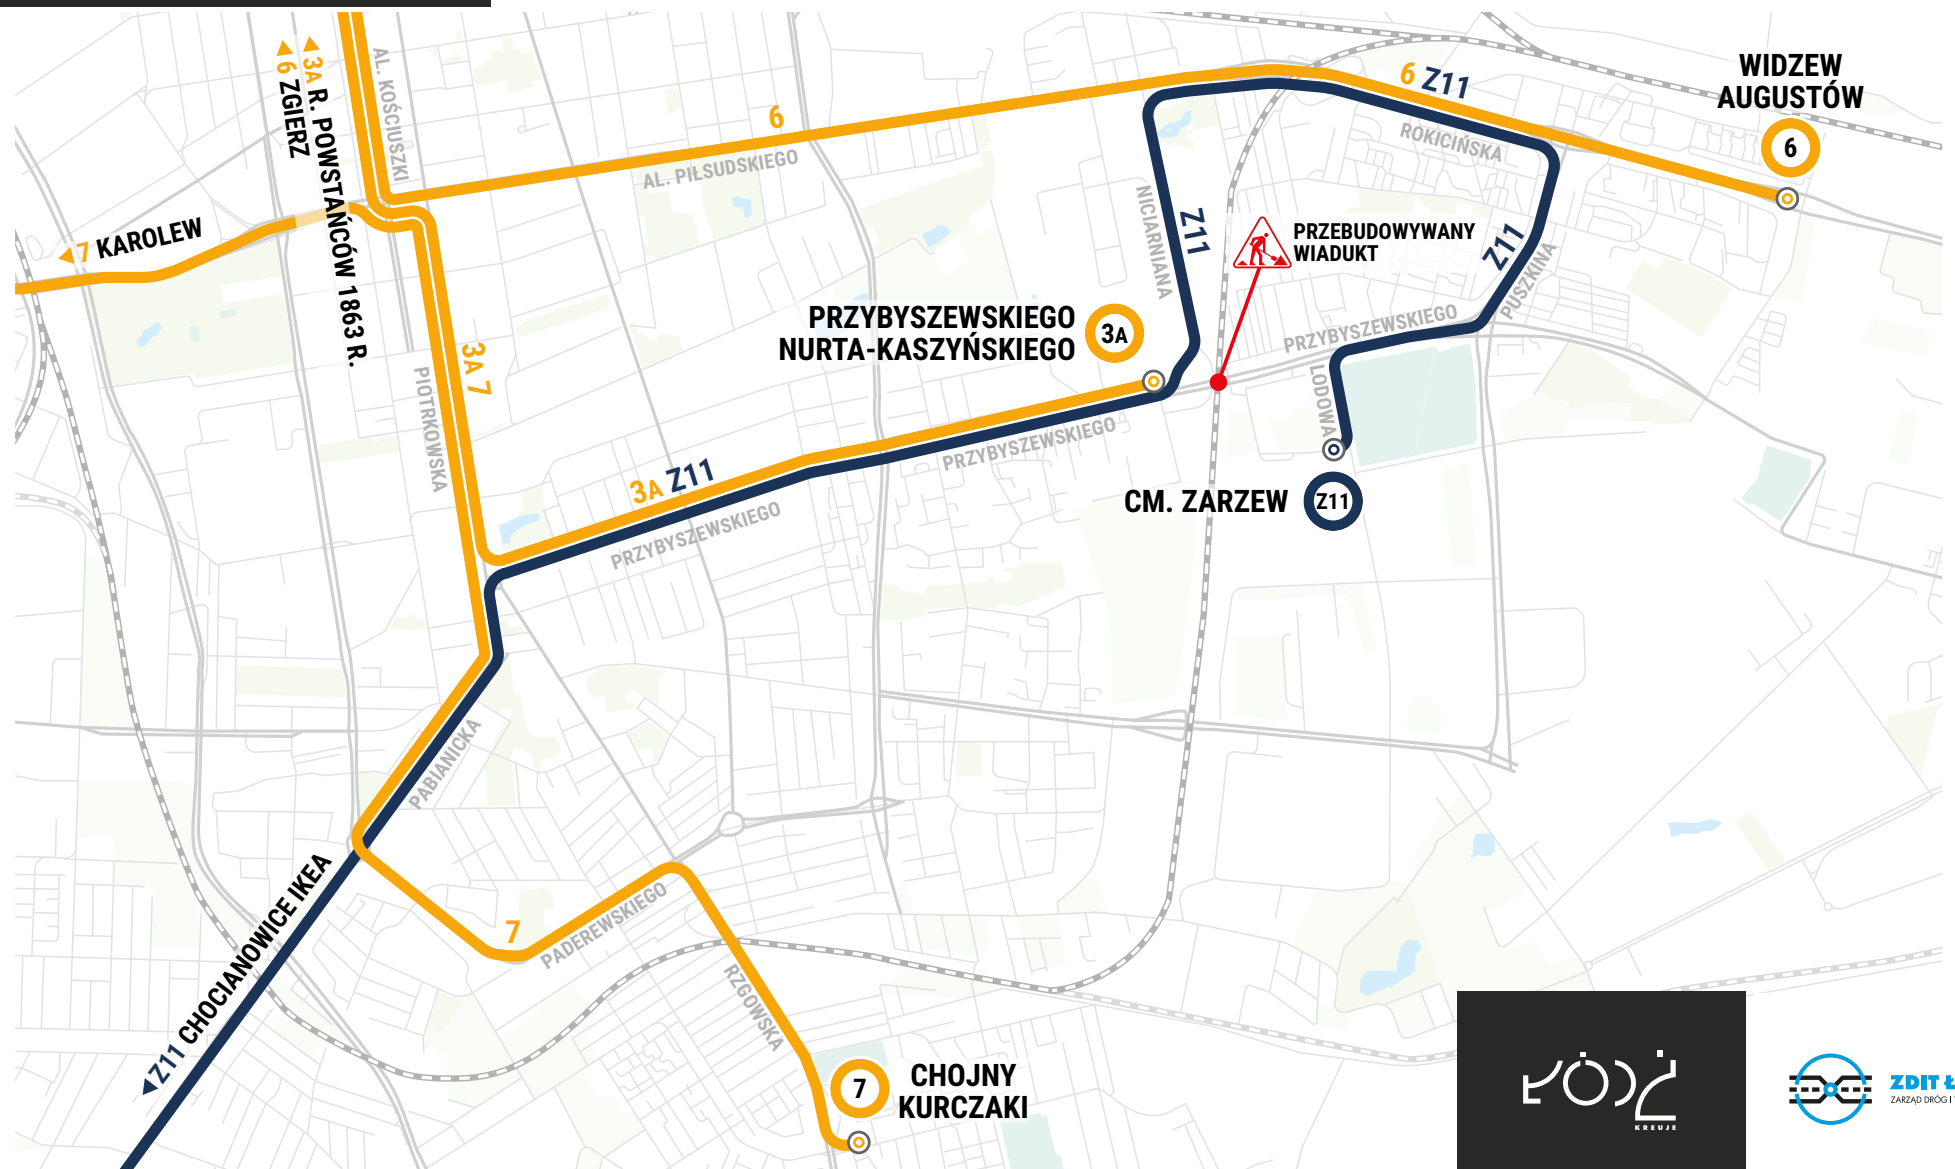 6 ZGIERZ
3A R. POWSTAŃCÓW 1863 R.
AL. KOŚCIUSZKI
7 KAROLEW
6
AL. PIŁSUDSKIEGO
6 Z11
ROKICIŃSKA
WIDZEW
AUGUSTÓW
6
NICIARNIANA
Z11
PRZEBUDOWYWANY
WIADUKT
Z11
PUSZKINA
PRZYBYSZEWSKIEGO
PRZYBYSZEWSKIEGO
NURTA-KASZYŃSKIEGO
3A
3A 7
PIOTRKOWSKA
3A Z11
PRZYBYSZEWSKIEGO
PRZYBYSZEWSKIEGO
LODOWA
CM. ZARZEW
Z11
PABIANICKA
Z11 CHOCIANOWICE IKEA
7
PADEREWSKIEGO
RZGOWSKA
7
CHOJNY
KURCZAKI
ŁÓDŹ
KREUJE
ZDIT Ł
ZARZĄD DRÓG I